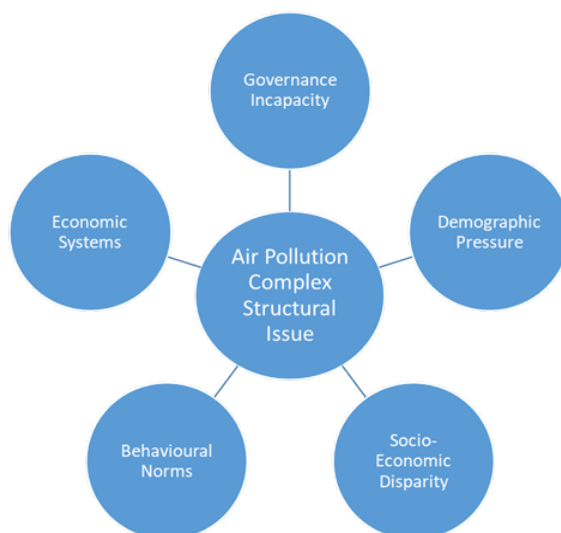 Governance
Incapacity
Economic
Systems
Demographic
Pressure
Air Pollution
Complex
Structural
Issue
Behavioural
Norms
Socio-
Economic
Disparity